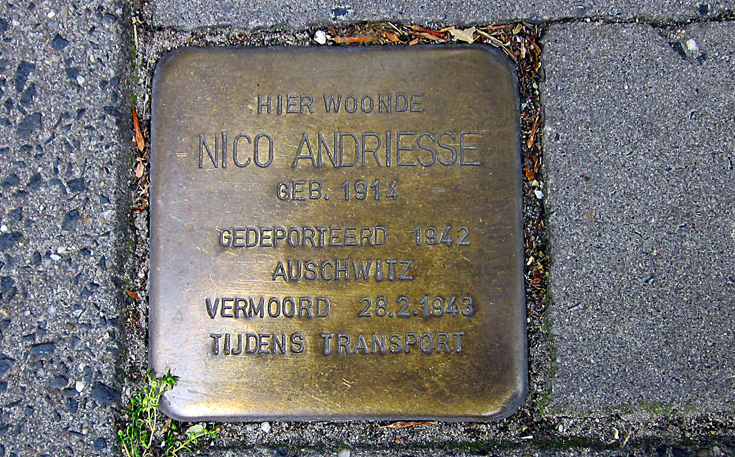 HIER WOONDE
NICO ANDRIESSE
GEB. 1914
GEDEPORTEERD 1942
AUSCHWITZ
VERMOORD 28.2.1943
TIJDENS TRANSPORT